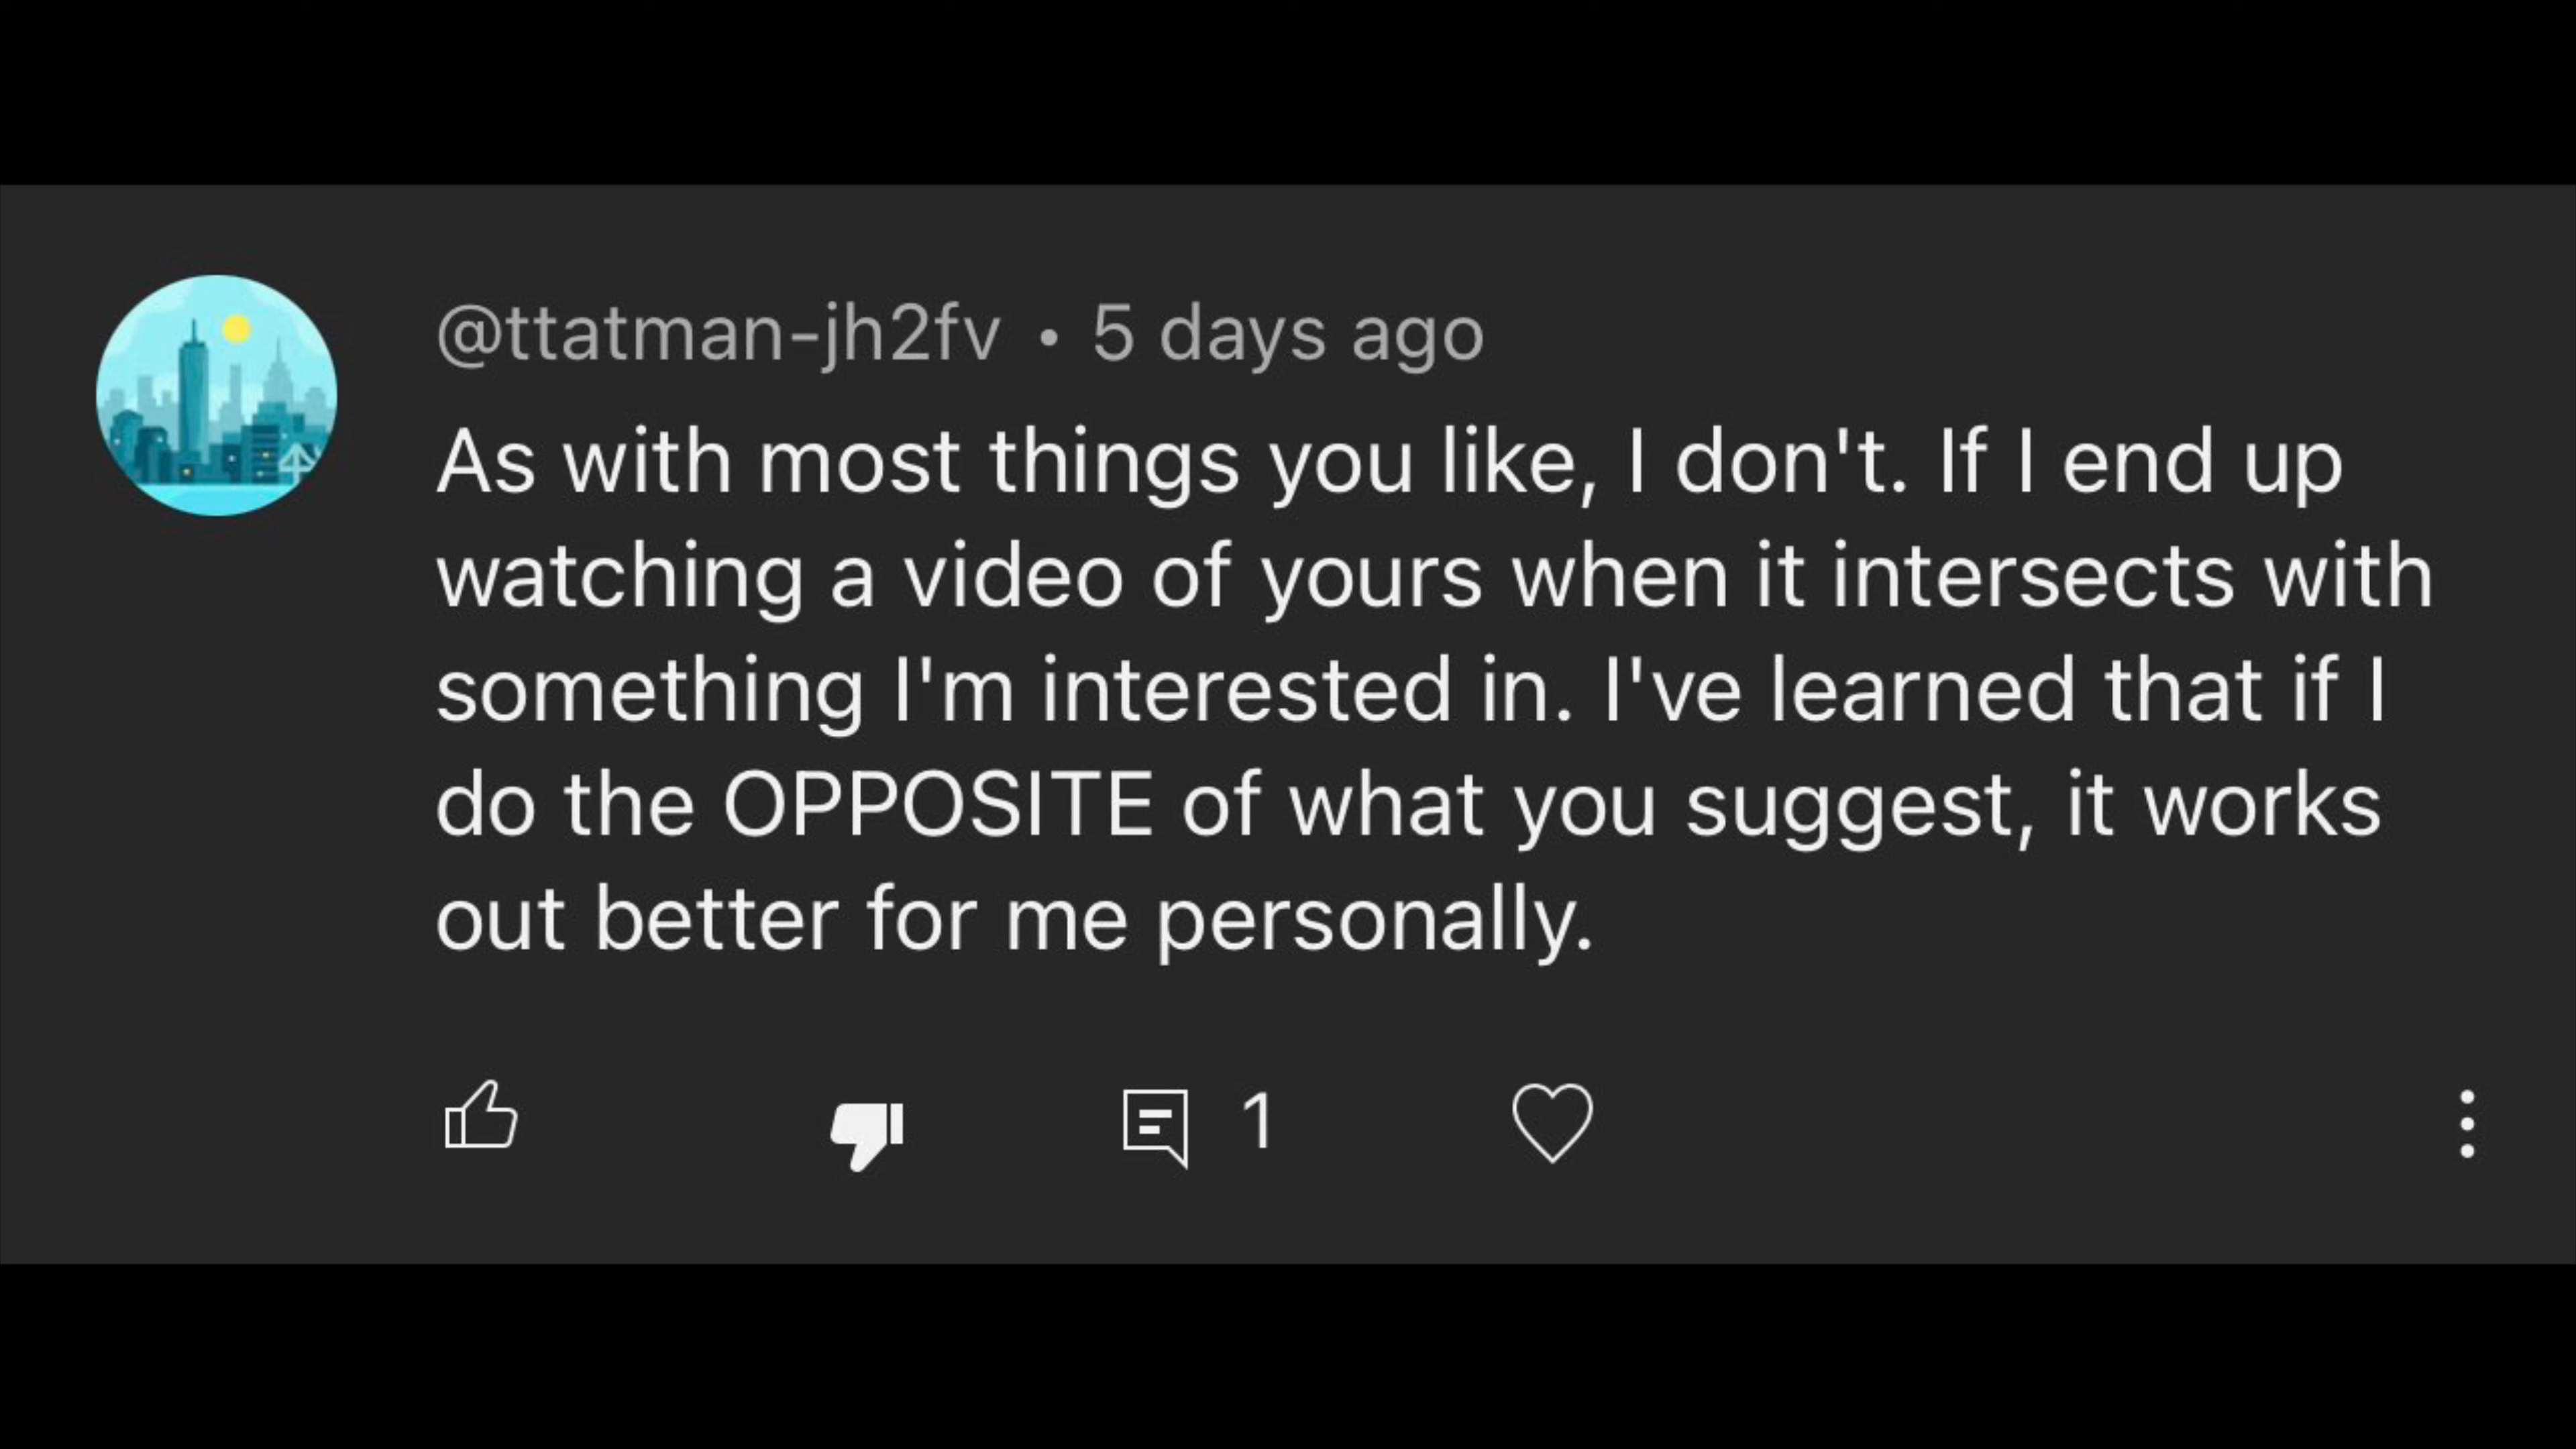 @ttatman-jh2fv • 5 days ago
As with most things you like, I don't. If I end up
watching a video of yours when it intersects with
something I'm interested in. I've learned that if I
do the OPPOSITE of what you suggest, it works
out better for me personally.
1